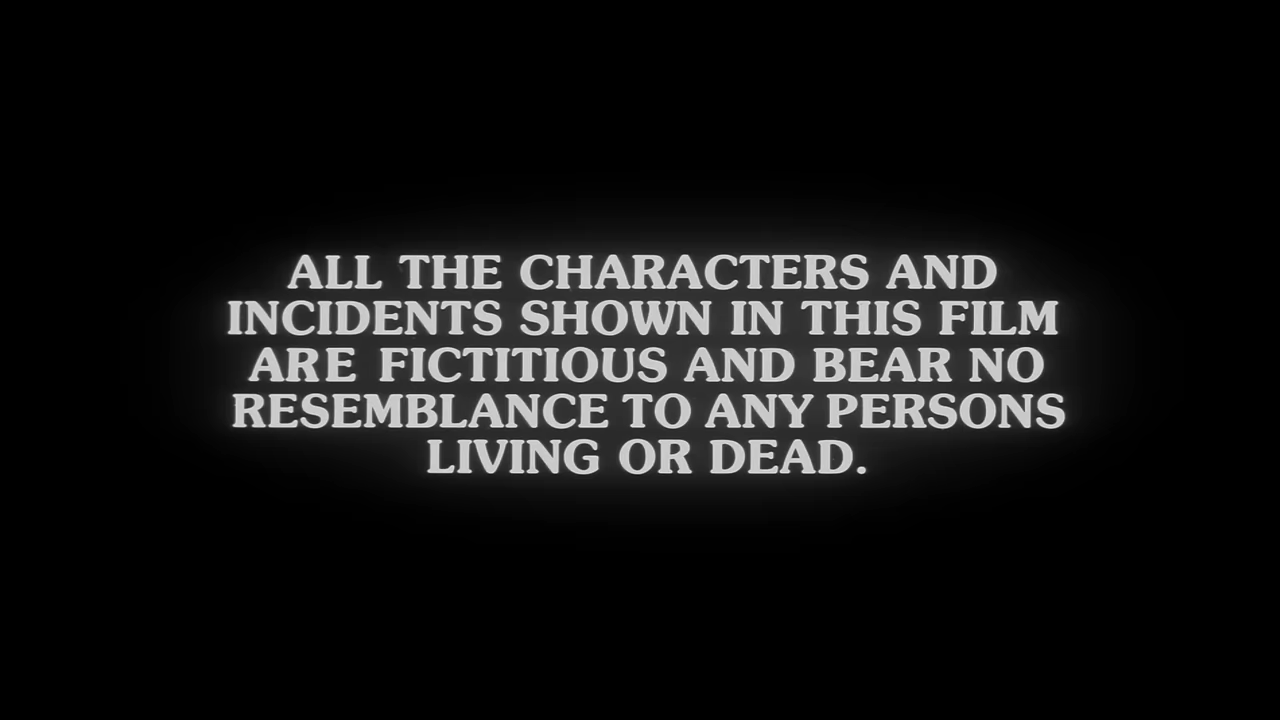 ALL THE CHARACTERS AND
INCIDENTS SHOWN IN THIS FILM
ARE FICTITIOUS AND BEAR NO
RESEMBLANCE TO ANY PERSONS
LIVING OR DEAD.